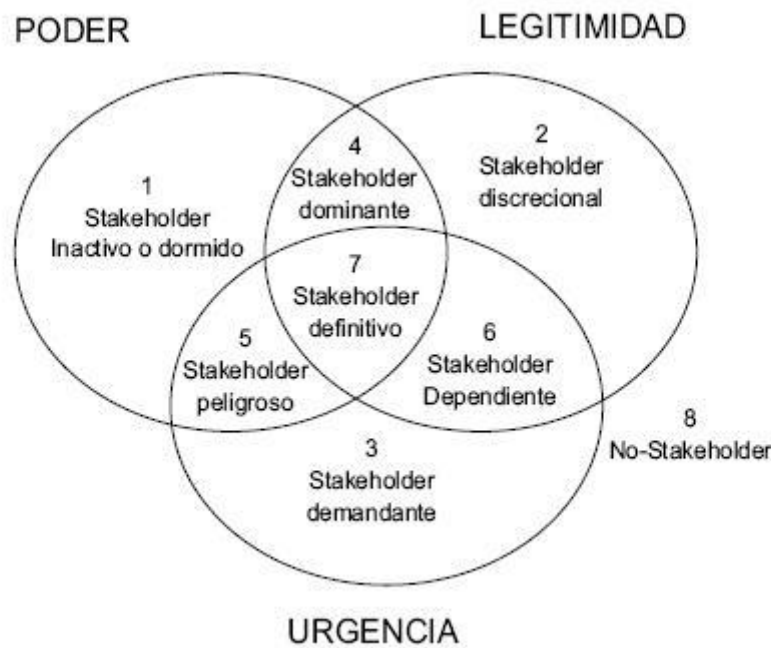 PODER
LEGITIMIDAD
1
Stakeholder
Inactivo o dormido
4
Stakeholder
dominante
2
Stakeholder
discrecional
7
Stakeholder
definitivo
5
Stakeholder
peligroso
6
Stakeholder
Dependiente
3
Stakeholder
demandante
8
No-Stakeholder
URGENCIA